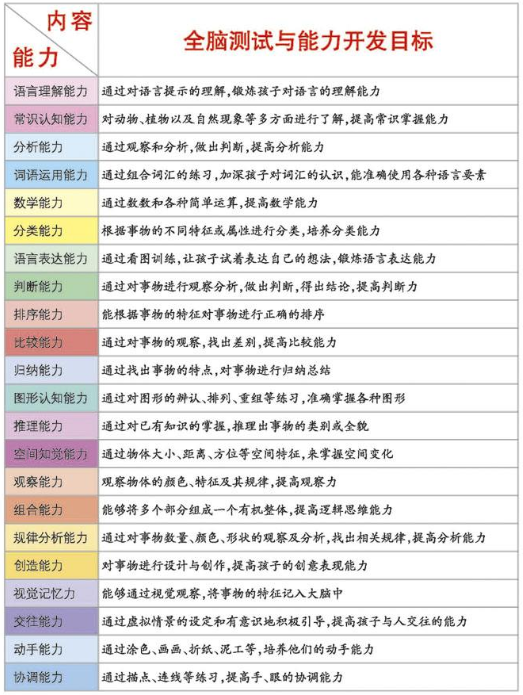 内容
能力
全脑测试与能力开发目标
语言理解能力 通过对语言提示的理解,锻炼孩子对语言的理解能力
常识认知能力 对动物、植物以及自然现象等多方面进行了解,提高常识掌握能力
分析能力 通过观察和分析,做出判断,提高分析能力
词语运用能力 通过组合词汇的练习,加深孩子对词汇的认识,能准确使用各种语言要素
数学能力 通过数数和各种简单运算,提高数学能力
分类能力 根据事物的不同特征或属性进行分类,培养分类能力
语言表达能力 通过看图训练,让孩子试着表达自己的想法,锻炼语言表达能力
判断能力 通过对事物进行观察分析,做出判断,得出结论,提高判断力
排序能力 能根据事物的特征对事物进行正确的排序
比较能力 通过对事物的观察,找出差别,提高比较能力
归纳能力 通过找出事物的特点,对事物进行归纳总结
图形认知能力 通过对图形的辨认、排列、重组等练习,准确掌握各种图形
推理能力 通过对已有知识的掌握,推理出事物的类别或全貌
空间知觉能力 通过物体大小、距离、方位等空间特征,来掌握空间变化
观察能力 观察物体的颜色、特征及其规律,提高观察力
组合能力 能够将多个部分组成一个有机整体,提高逻辑思维能力
规律分析能力 通过对事物数量、颜色、形状的观察及分析,找出相关规律,提高分析能力
创造能力 对事物进行设计与创作,提高孩子的创意表现能力
视觉记忆力 能够通过视觉观察,将事物的特征记入大脑中
交往能力 通过虚拟情景的设定和有意识地积极引导,提高孩子与人交往的能力
动手能力 通过涂色、画画、折纸、泥工等,培养他们的动手能力
协调能力 通过描点、连线等练习,提高手、眼的协调能力